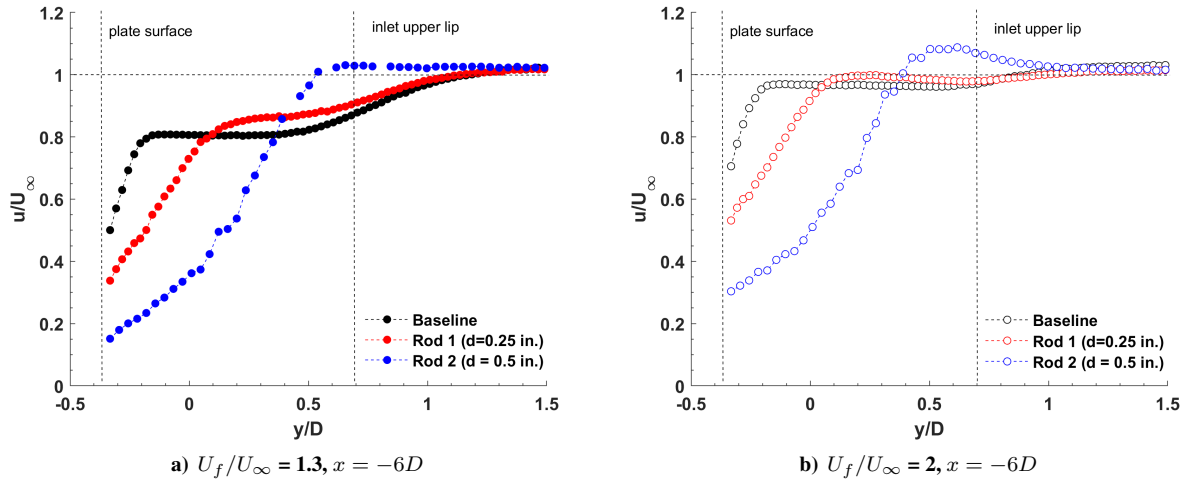 plate surface
inlet upper lip
1.2
1
0.8
0.6
0.4
0.2
0
u/U∞
Baseline
Rod 1 (d=0.25 in.)
Rod 2 (d = 0.5 in.)
-0.5
0
0.5
1
1.5
y/D
a) U_f/U_∞ = 1.3, x = −6D
plate surface
inlet upper lip
1.2
1
0.8
0.6
0.4
0.2
0
u/U∞
Baseline
Rod 1 (d=0.25 in.)
Rod 2 (d = 0.5 in.)
-0.5
0
0.5
1
1.5
y/D
b) U_f/U_∞ = 2, x = −6D